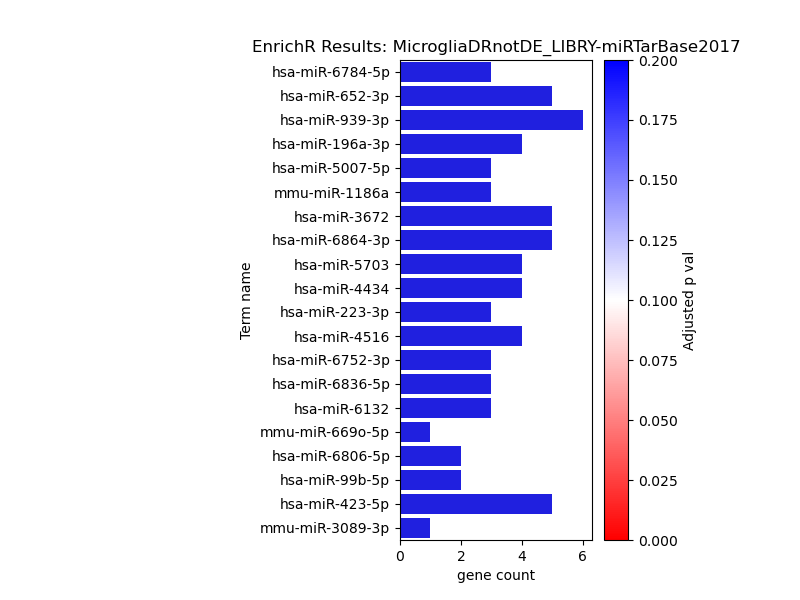 EnrichR Results: MicrogliaDRnotDE_LIBRY-miRTarBase2017
hsa-miR-6784-5p
hsa-miR-652-3p
hsa-miR-939-3p
hsa-miR-196a-3p
hsa-miR-5007-5p
mmu-miR-1186a
hsa-miR-3672
hsa-miR-6864-3p
hsa-miR-5703
hsa-miR-4434
hsa-miR-223-3p
hsa-miR-4516
hsa-miR-6752-3p
hsa-miR-6836-5p
hsa-miR-6132
mmu-miR-669o-5p
hsa-miR-6806-5p
hsa-miR-99b-5p
hsa-miR-423-5p
mmu-miR-3089-3p
Term name
0 2 4 6
gene count
0.200
0.175
0.150
0.125
0.100
0.075
0.050
0.025
0.000
Adjusted p val